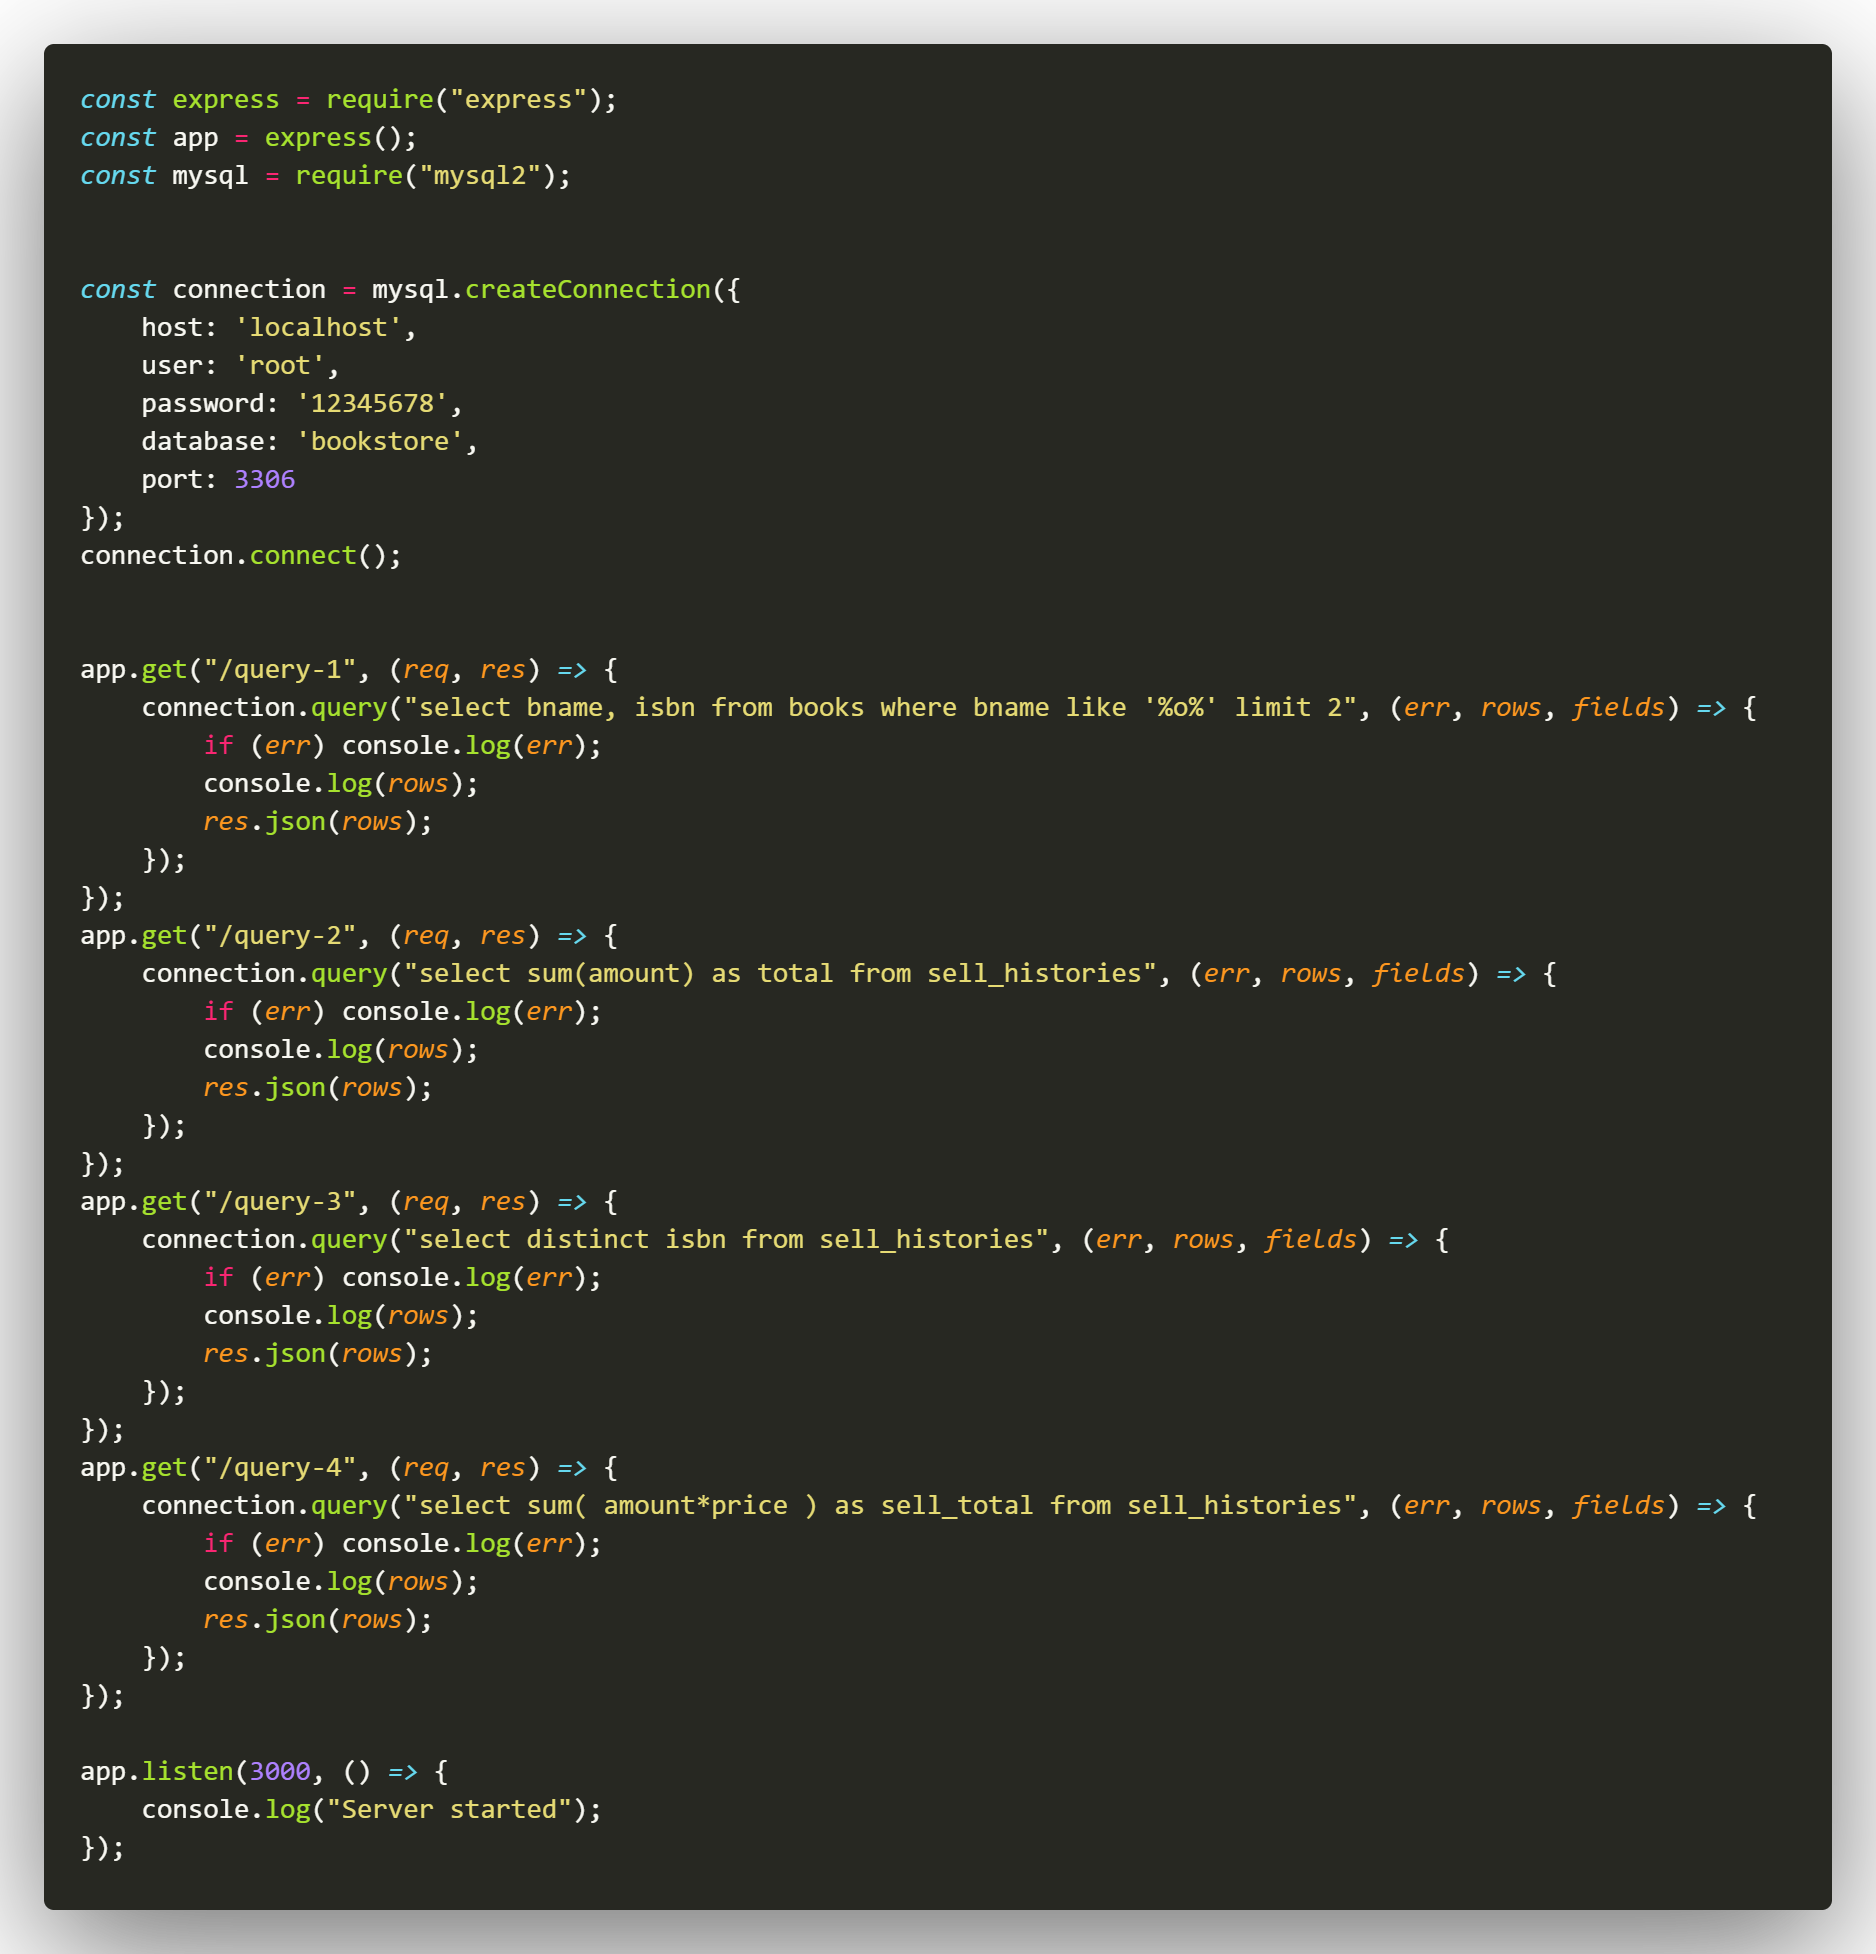 const express = require("express");
const app = express();
const mysql = require("mysql2");
const connection = mysql.createConnection({
    host: 'localhost',
    user: 'root',
    password: '12345678',
    database: 'bookstore',
    port: 3306
});
connection.connect();
app.get("/query-1", (req, res) => {
    connection.query("select bname, isbn from books where bname like '%o%' limit 2", (err, rows, fields) => {
        if (err) console.log(err);
        console.log(rows);
        res.json(rows);
    });
});
app.get("/query-2", (req, res) => {
    connection.query("select sum(amount) as total from sell_histories", (err, rows, fields) => {
        if (err) console.log(err);
        console.log(rows);
        res.json(rows);
    });
});
app.get("/query-3", (req, res) => {
    connection.query("select distinct isbn from sell_histories", (err, rows, fields) => {
        if (err) console.log(err);
        console.log(rows);
        res.json(rows);
    });
});
app.get("/query-4", (req, res) => {
    connection.query("select sum( amount*price ) as sell_total from sell_histories", (err, rows, fields) => {
        if (err) console.log(err);
        console.log(rows);
        res.json(rows);
    });
});
app.listen(3000, () => {
    console.log("Server started");
});